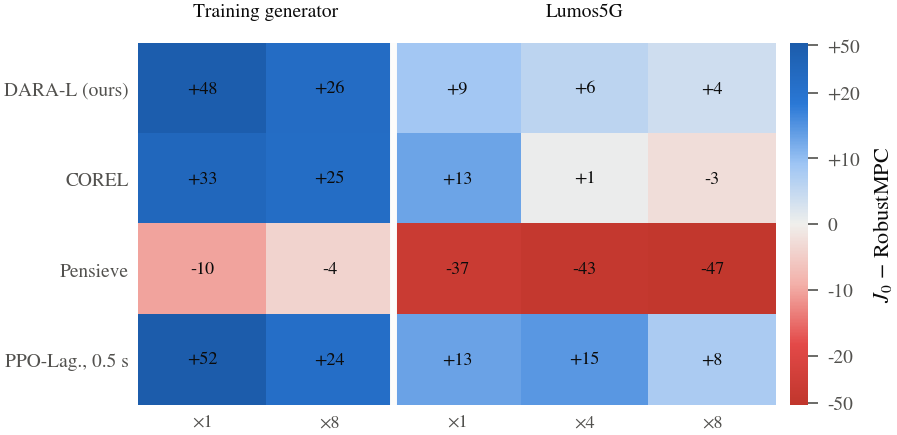 Training generator Lumos5G
DARA-L (ours) +48 +26 +9 +6 +4
COREL +33 +25 +13 +1 -3
Pensieve -10 -4 -37 -43 -47
PPO-Lag., 0.5 s +52 +24 +13 +15 +8
×1 ×8 ×1 ×4 ×8
+50
+20
+10
0
-10
-20
-50
J₀ − RobustMPC